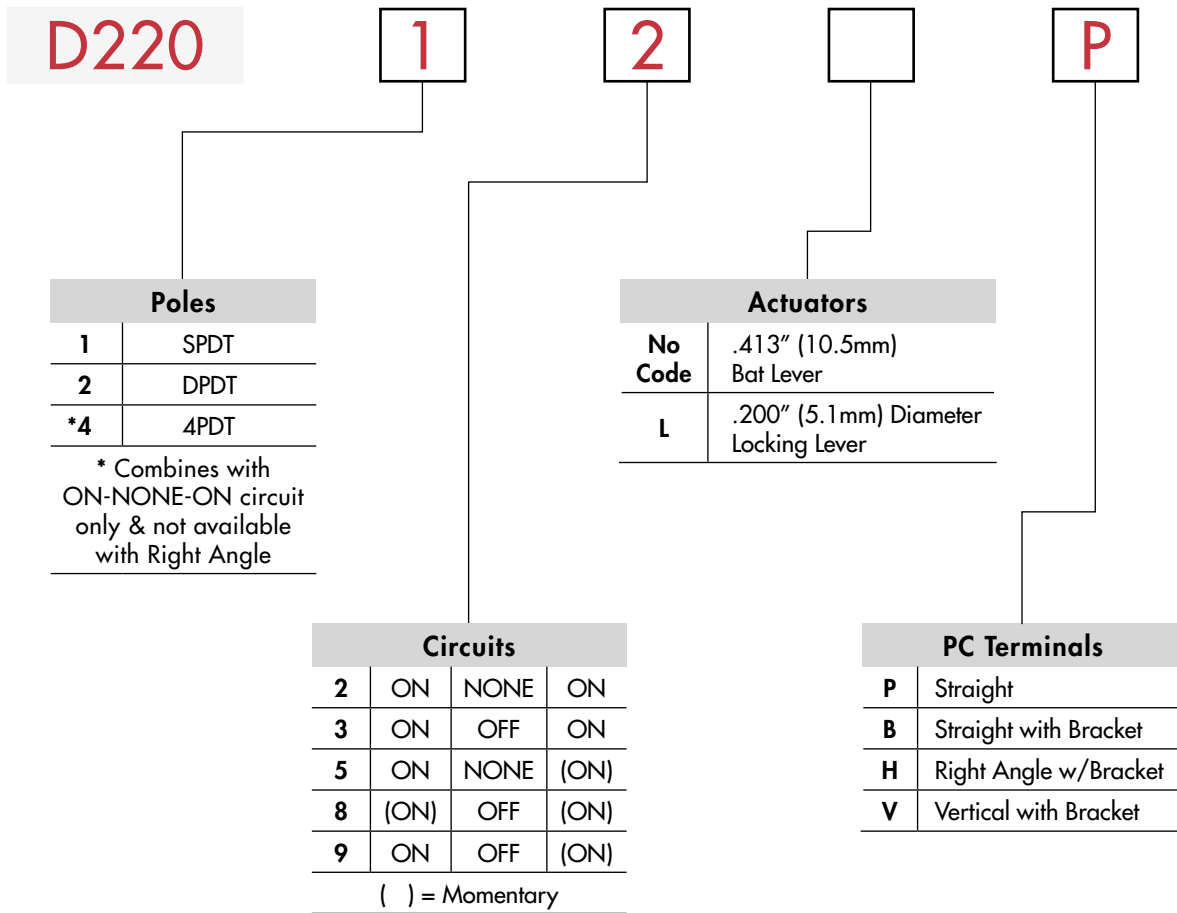 D220 1 2 P
Poles
1 SPDT
2 DPDT
*4 4PDT
* Combines with
ON-NONE-ON circuit
only & not available
with Right Angle
Actuators
No Code .413" (10.5mm) Bat Lever
L .200" (5.1mm) Diameter Locking Lever
Circuits
2 ON NONE ON
3 ON OFF ON
5 ON NONE (ON)
8 (ON) OFF (ON)
9 ON OFF (ON)
( ) = Momentary
PC Terminals
P Straight
B Straight with Bracket
H Right Angle w/Bracket
V Vertical with Bracket